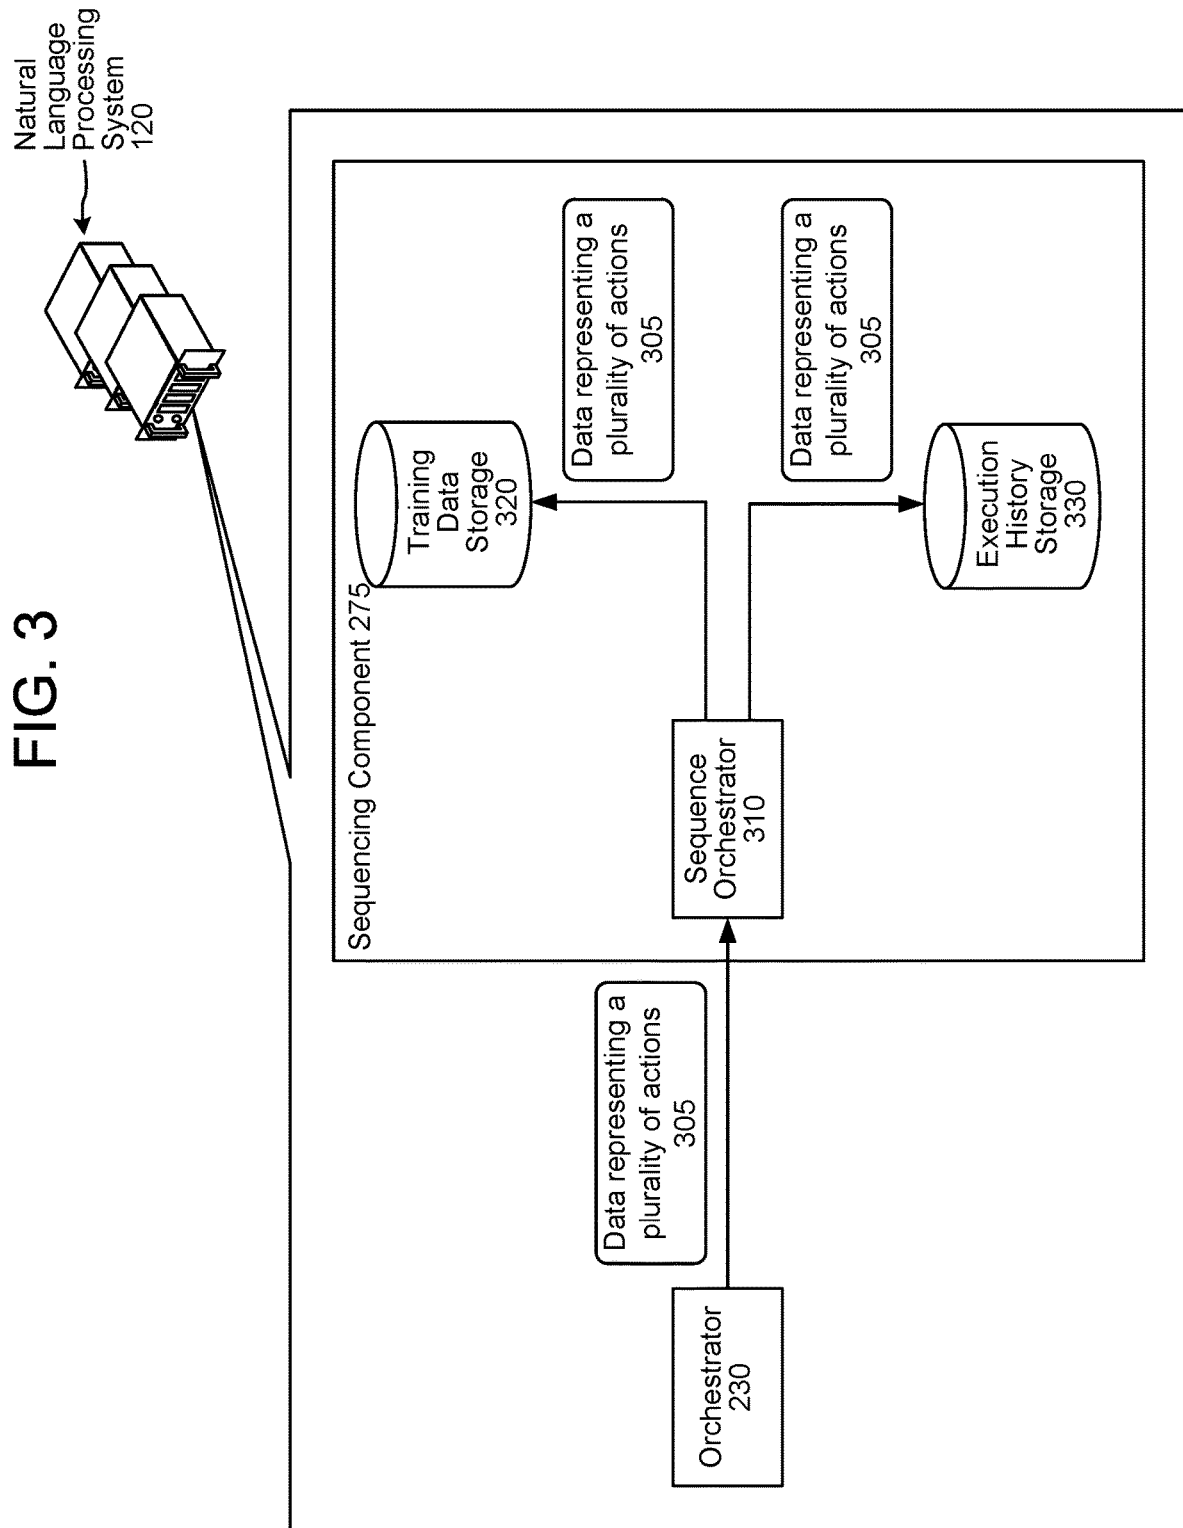 FIG. 3
Natural
Language
Processing
System
120
Sequencing Component 275
Training
Data
Storage
320
Data representing a
plurality of actions
305
Data representing a
plurality of actions
305
Orchestrator
230
Sequence
Orchestrator
310
Data representing a
plurality of actions
305
Execution
History
Storage
330